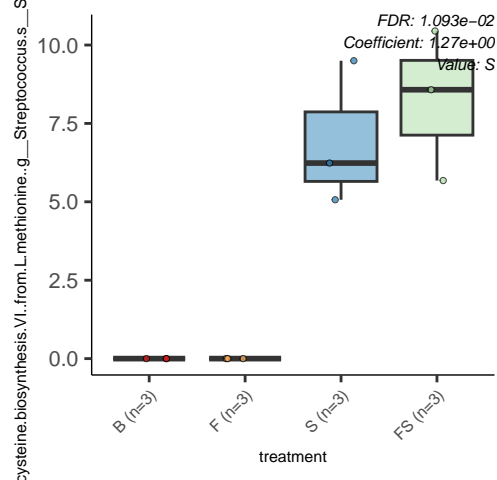 cysteine.biosynthesis.VI..from.L.methionine..g__Streptococcus.s__S
FDR: 1.093e−02
Coefficient: 1.27e+00
Value: S
10.0
7.5
5.0
2.5
0.0
B (n=3)
F (n=3)
S (n=3)
FS (n=3)
treatment